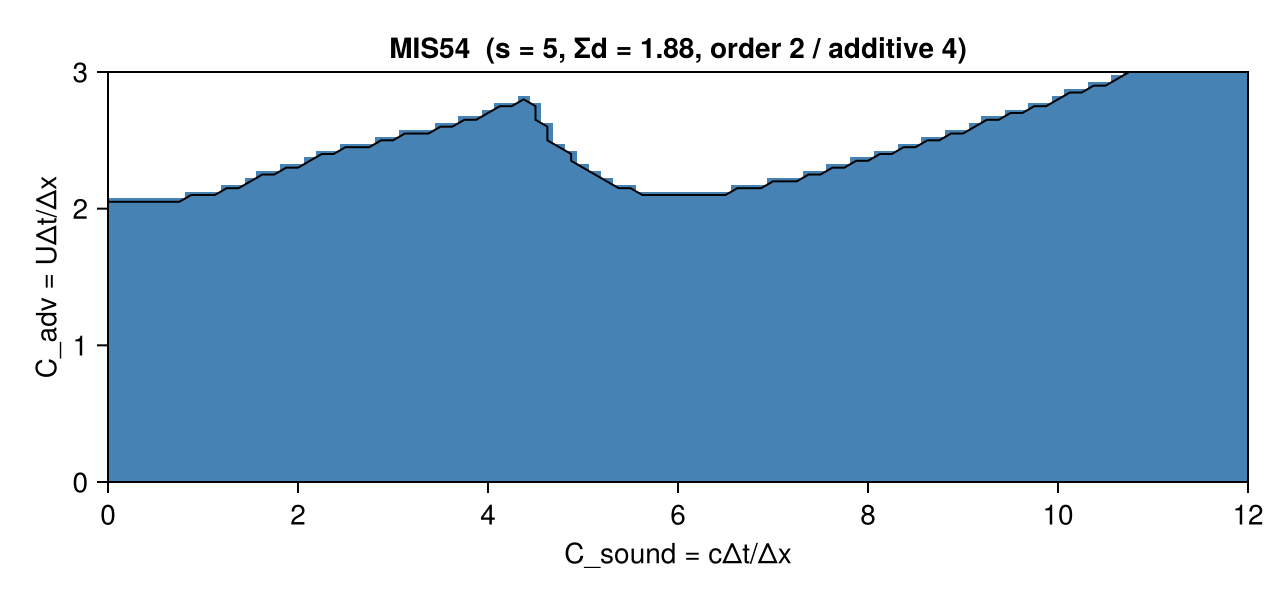 MIS54 (s = 5, Σd = 1.88, order 2 / additive 4)
3
2
1
0
C_adv = UΔt/Δx
0 2 4 6 8 10 12
C_sound = cΔt/Δx